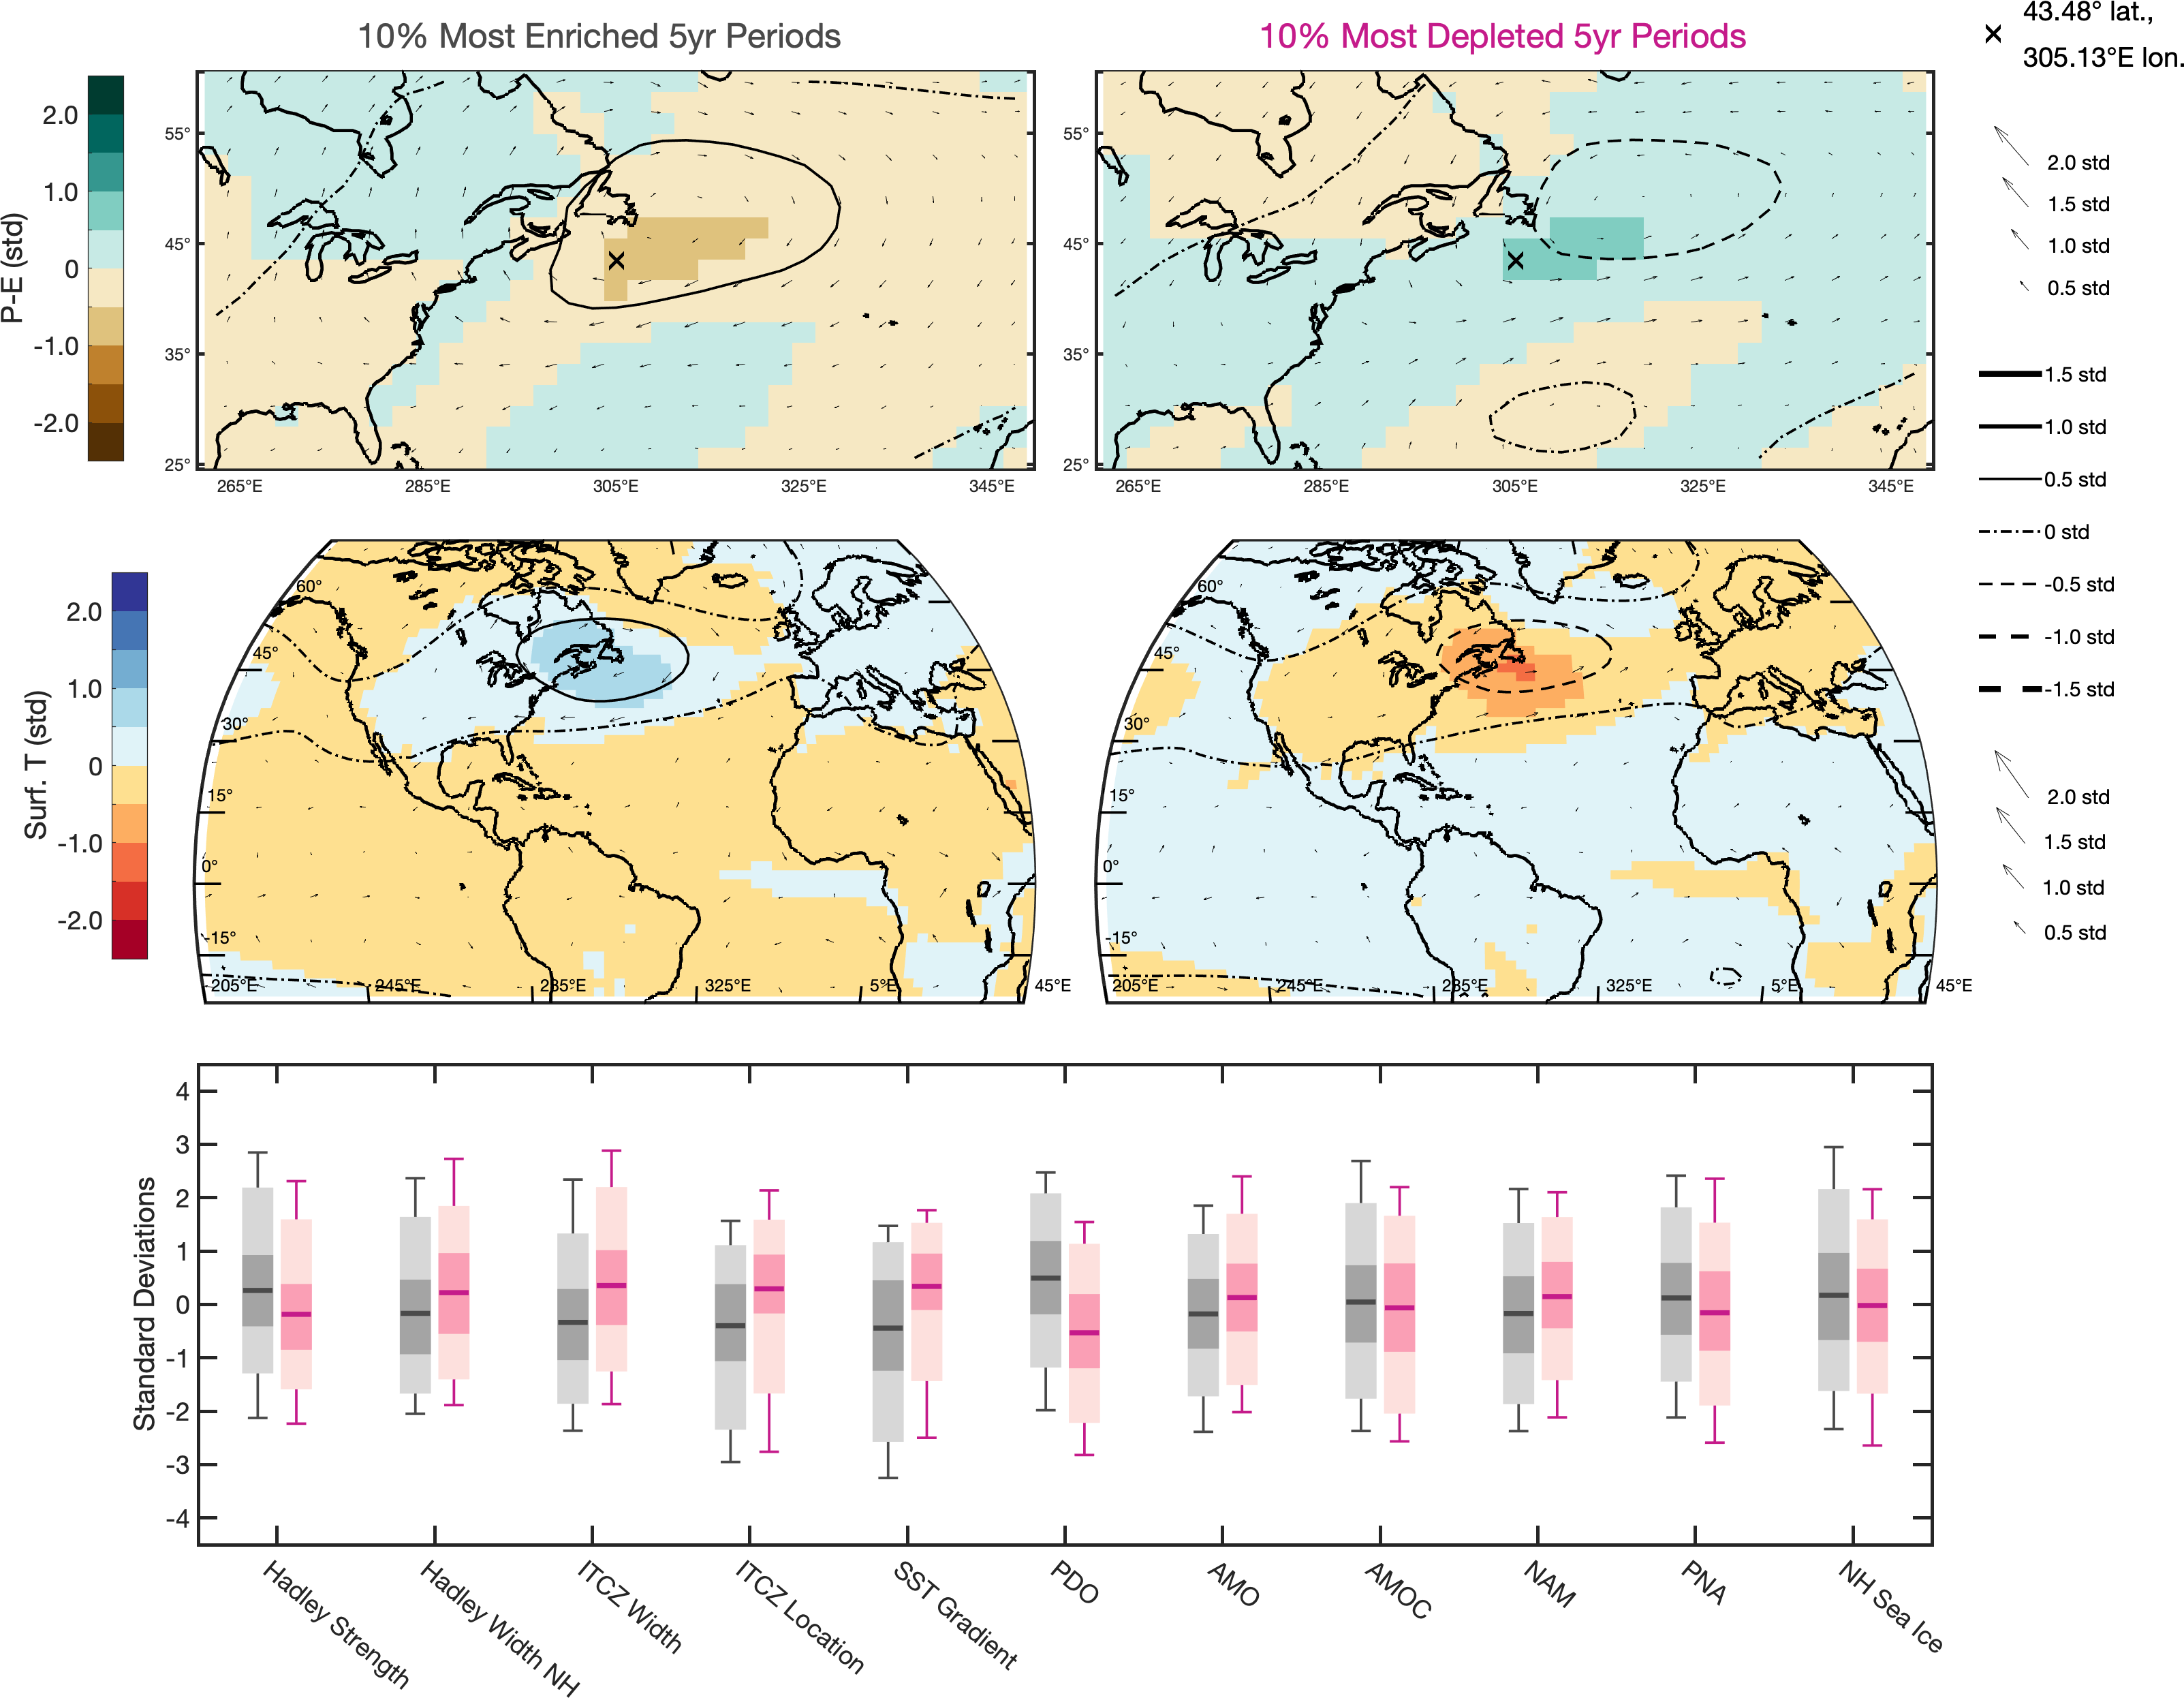 10% Most Enriched 5yr Periods
10% Most Depleted 5yr Periods
43.48° lat.,
305.13°E lon.
P-E (std)
2.0
1.0
0
-1.0
-2.0
55°
45°
35°
25°
265°E
285°E
305°E
325°E
345°E
55°
45°
35°
25°
265°E
285°E
305°E
325°E
345°E
2.0 std
1.5 std
1.0 std
0.5 std
1.5 std
1.0 std
0.5 std
0 std
-0.5 std
-1.0 std
-1.5 std
Surf. T (std)
2.0
1.0
0
-1.0
-2.0
60°
45°
30°
15°
0°
-15°
205°E
245°E
285°E
325°E
5°E
45°E
60°
45°
30°
15°
0°
-15°
205°E
245°E
285°E
325°E
5°E
45°E
2.0 std
1.5 std
1.0 std
0.5 std
Standard Deviations
4
3
2
1
0
-1
-2
-3
-4
Hadley Strength
Hadley Width NH
ITCZ Width
ITCZ Location
SST Gradient
PDO
AMO
AMOC
NAM
PNA
NH Sea Ice